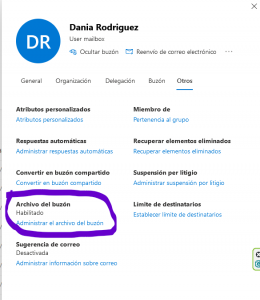 DR
Dania Rodriguez
User mailbox
Ocultar buzón
Reenvío de correo electrónico
General
Organización
Delegación
Buzón
Otros
Atributos personalizados
Atributos personalizados
Miembro de
Pertenencia al grupo
Respuestas automáticas
Administrar respuestas automáticas
Recuperar elementos eliminados
Recuperar elementos eliminados
Convertir en buzón compartido
Convertir en buzón compartido
Suspensión por litigio
Administrar suspensión por litigio
Archivo del buzón
Habilitado
Administrar el archivo del buzón
Límite de destinatarios
Establecer límite de destinatarios
Sugerencia de correo
Desactivada
Administrar información sobre correo